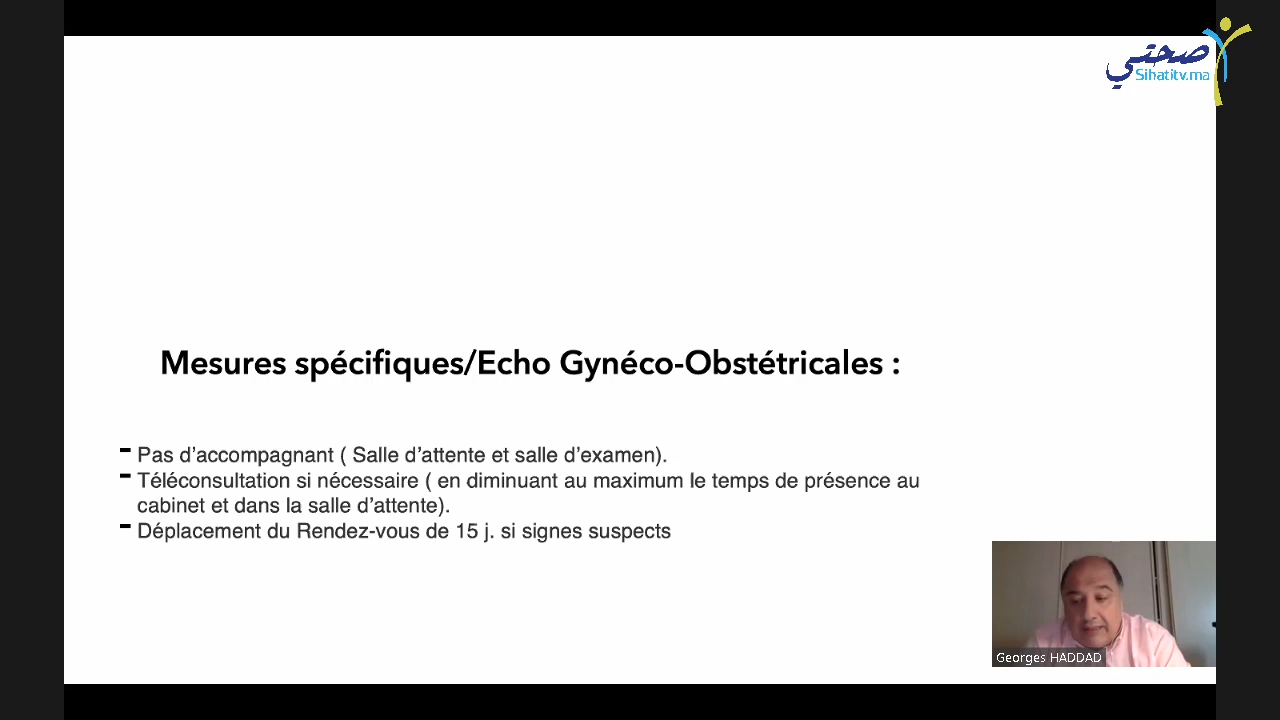 صحتي
Sihatitv.ma
Mesures spécifiques/Echo Gynéco-Obstétricales :
- Pas d’accompagnant ( Salle d’attente et salle d’examen).
- Téléconsultation si nécessaire ( en diminuant au maximum le temps de présence au
cabinet et dans la salle d’attente).
- Déplacement du Rendez-vous de 15 j. si signes suspects
Georges HADDAD